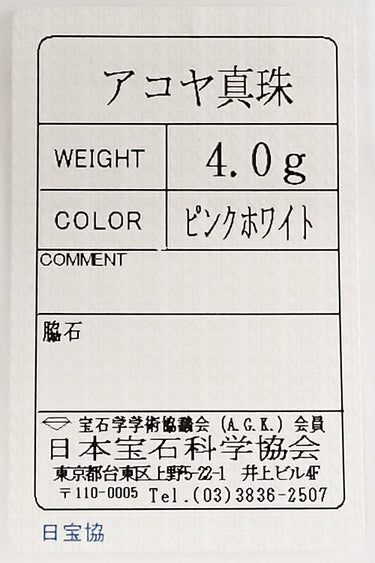 アコヤ真珠
WEIGHT 4.0g
COLOR ピンクホワイト
COMMENT
脇石
宝石学学術協議会 (A.G.K.) 会員
日本宝石科学協会
東京都台東区上野5-22-1 井上ビル4F
〒110-0005 Tel.(03)3836-2507
日宝協